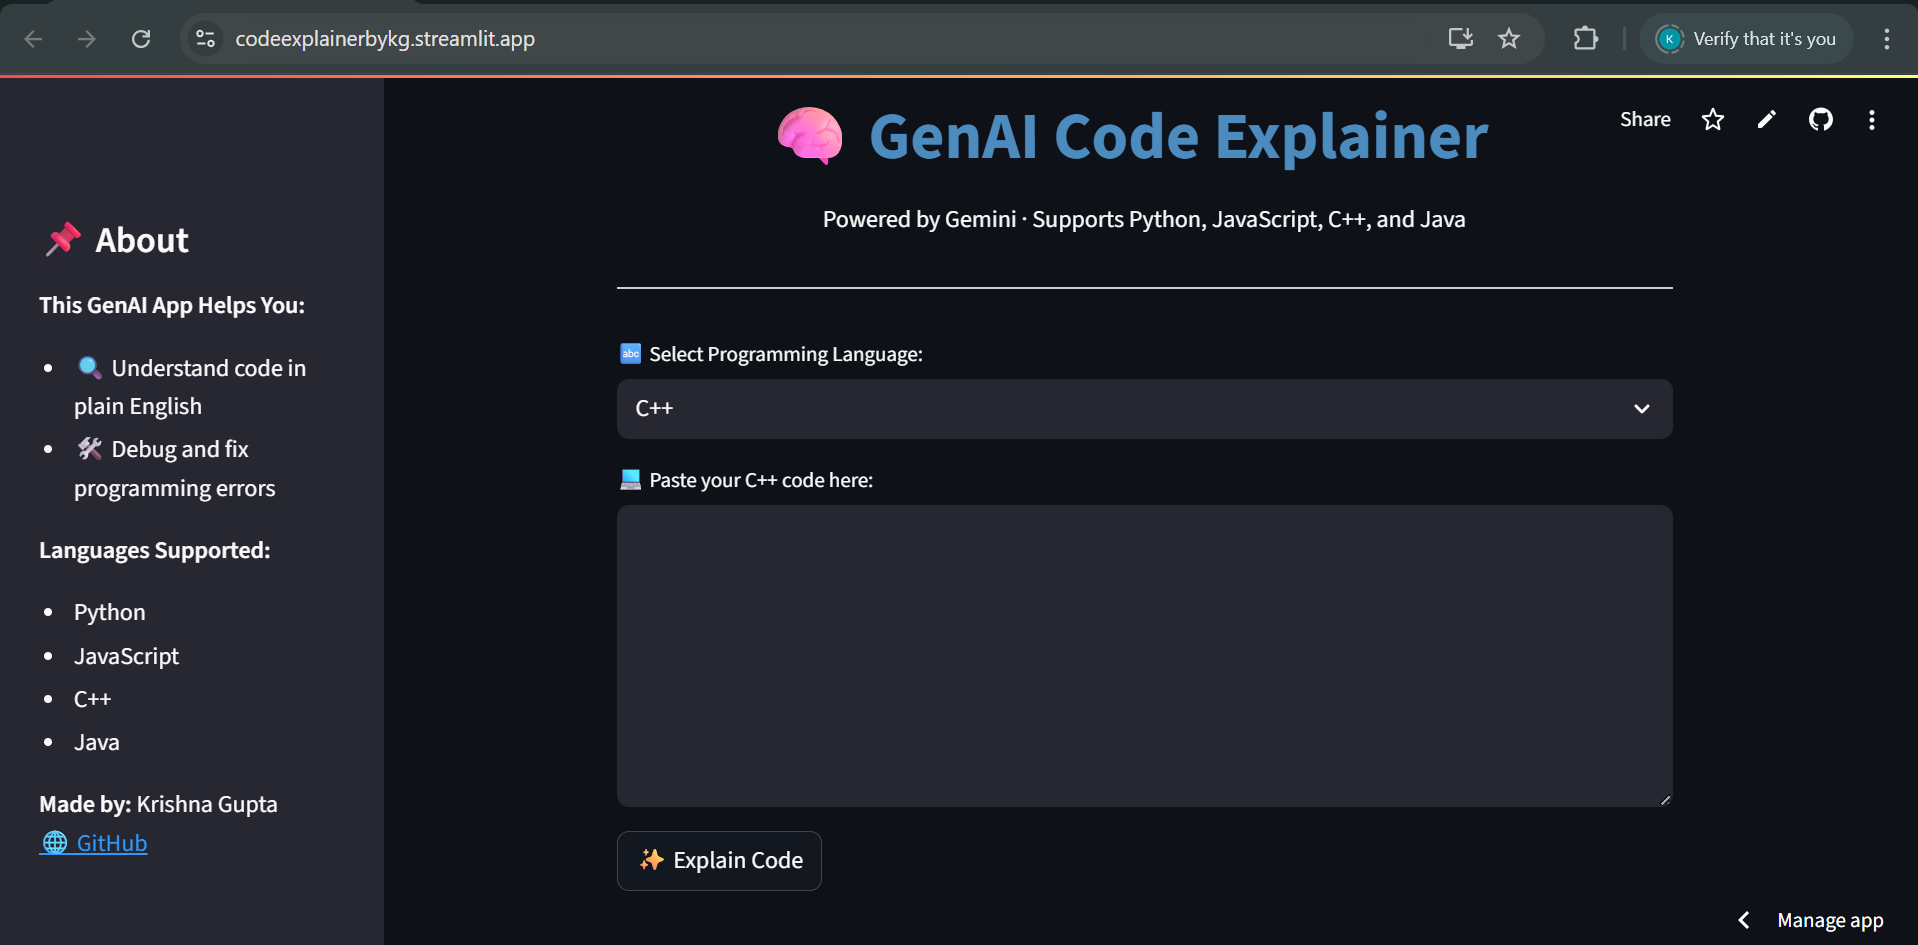 codeexplainerbykg.streamlit.app
K
Verify that it's you
Share
🧠 GenAI Code Explainer
Powered by Gemini · Supports Python, JavaScript, C++, and Java
📌 About
This GenAI App Helps You:
• 🔍 Understand code in
plain English
• 🛠 Debug and fix
programming errors
Languages Supported:
• Python
• JavaScript
• C++
• Java
Made by: Krishna Gupta
🌐 GitHub
abc Select Programming Language:
C++
💻 Paste your C++ code here:
✨ Explain Code
Manage app